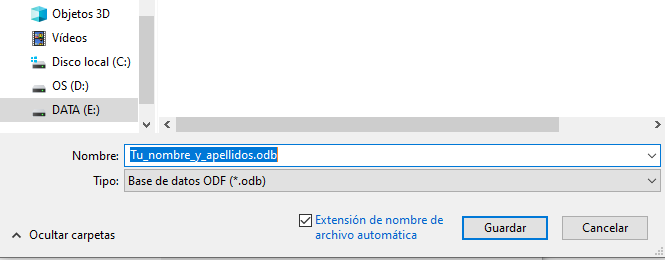 Objetos 3D
Vídeos
Disco local (C:)
OS (D:)
DATA (E:)
Nombre: Tu_nombre_y_apellidos.odb
Tipo: Base de datos ODF (*.odb)
Extensión de nombre de
archivo automática
Guardar
Cancelar
Ocultar carpetas